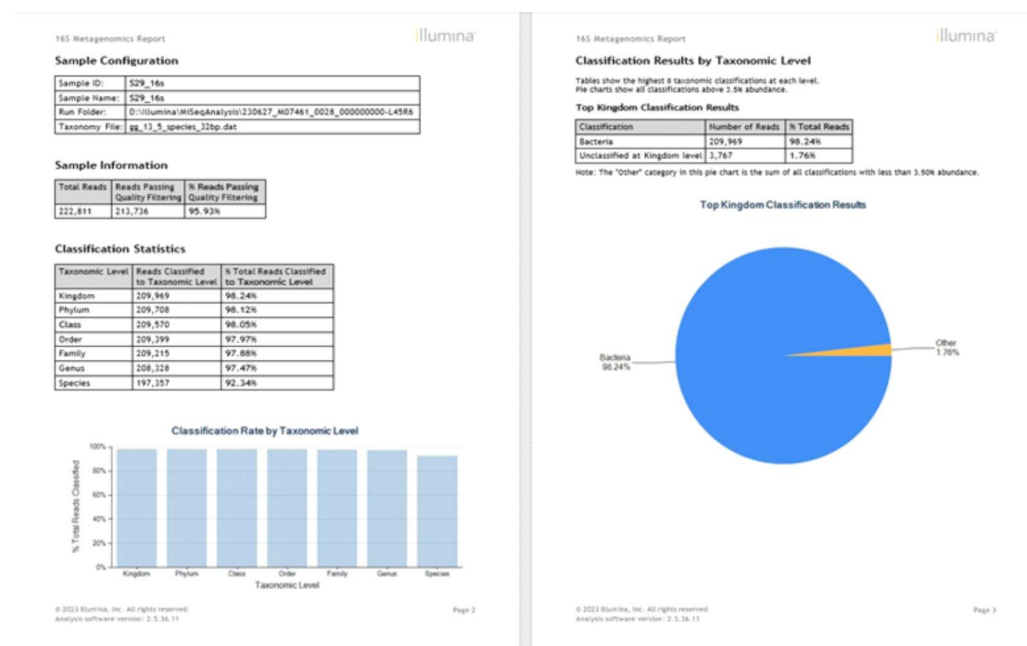 16S Metagenomics Report
illumina
Sample Configuration
Sample ID: S29_16s
Sample Name: S29_16s
Run Folder: D:\Illumina\MiSeqAnalysis\230627_M07461_0028_000000000-L45R6
Taxonomy File: gg_13_5_species_32bp.dat
Sample Information
Total Reads Reads Passing % Reads Passing
Quality Filtering Quality Filtering
222,811 213,736 95.93%
Classification Statistics
Taxonomic Level Reads Classified % Total Reads Classified
to Taxonomic Level to Taxonomic Level
Kingdom 209,969 98.24%
Phylum 209,708 98.12%
Class 209,570 98.05%
Order 209,399 97.97%
Family 209,215 97.88%
Genus 208,328 97.47%
Species 197,357 92.34%
Classification Rate by Taxonomic Level
% Total Reads Classified
100%
80%
60%
40%
20%
0%
Kingdom Phylum Class Order Family Genus Species
Taxonomic Level
© 2023 Illumina, Inc. All rights reserved.
Analysis software version: 2.5.36.11
Page 2
16S Metagenomics Report
illumina
Classification Results by Taxonomic Level
Tables show the highest 8 taxonomic classifications at each level.
Pie charts show all classifications above 3.5% abundance.
Top Kingdom Classification Results
Classification Number of Reads % Total Reads
Bacteria 209,969 98.24%
Unclassified at Kingdom level 3,767 1.76%
Note: The "Other" category in this pie chart is the sum of all classifications with less than 3.50% abundance.
Top Kingdom Classification Results
Bacteria
98.24%
Other
1.76%
© 2023 Illumina, Inc. All rights reserved.
Analysis software version: 2.5.36.11
Page 3